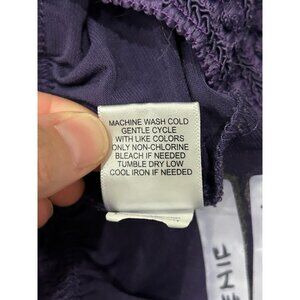 MACHINE WASH COLD
GENTLE CYCLE
WITH LIKE COLORS
ONLY NON-CHLORINE
BLEACH IF NEEDED
TUMBLE DRY LOW
COOL IRON IF NEEDED